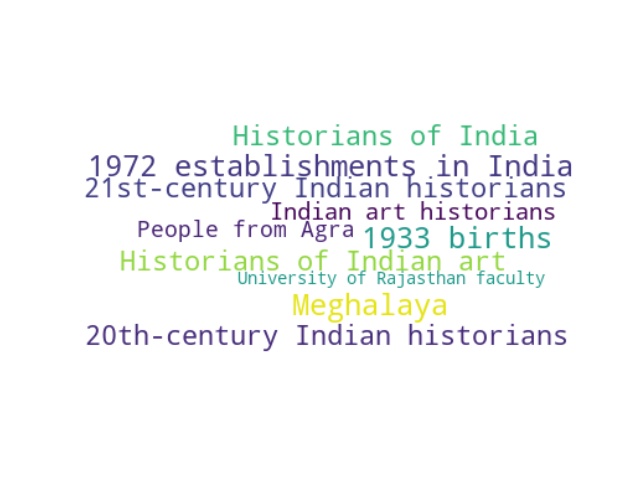 Historians of India
1972 establishments in India
21st-century Indian historians
Indian art historians
People from Agra
1933 births
Historians of Indian art
University of Rajasthan faculty
Meghalaya
20th-century Indian historians